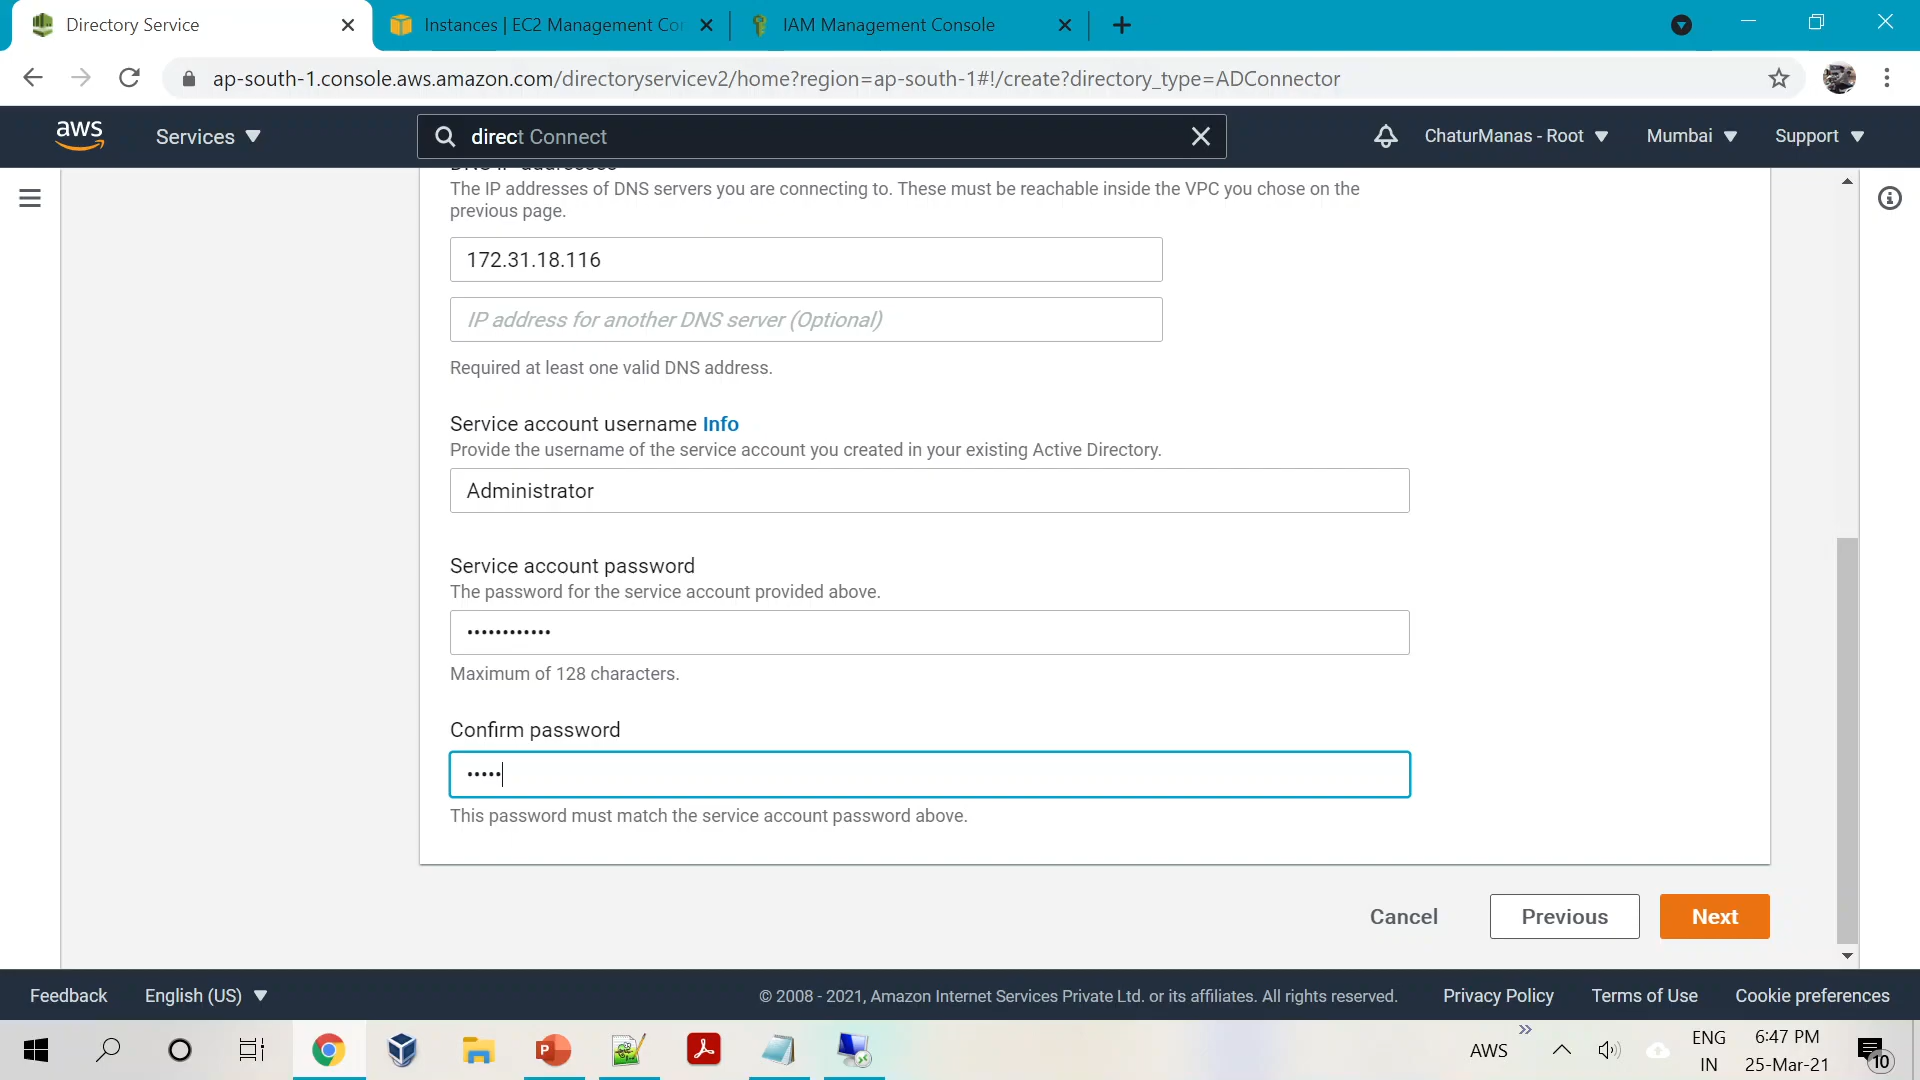 Directory Service
Instances | EC2 Management Co
IAM Management Console
ap-south-1.console.aws.amazon.com/directoryservicev2/home?region=ap-south-1#!/create?directory_type=ADConnector
aws
Services
direct Connect
ChaturManas - Root
Mumbai
Support
DNS IP addresses
The IP addresses of DNS servers you are connecting to. These must be reachable inside the VPC you chose on the
previous page.
172.31.18.116
IP address for another DNS server (Optional)
Required at least one valid DNS address.
Service account username Info
Provide the username of the service account you created in your existing Active Directory.
Administrator
Service account password
The password for the service account provided above.
••••••••••••
Maximum of 128 characters.
Confirm password
•••••
This password must match the service account password above.
Cancel
Previous
Next
Feedback
English (US)
© 2008 - 2021, Amazon Internet Services Private Ltd. or its affiliates. All rights reserved.
Privacy Policy
Terms of Use
Cookie preferences
AWS
ENG
IN
6:47 PM
25-Mar-21
10